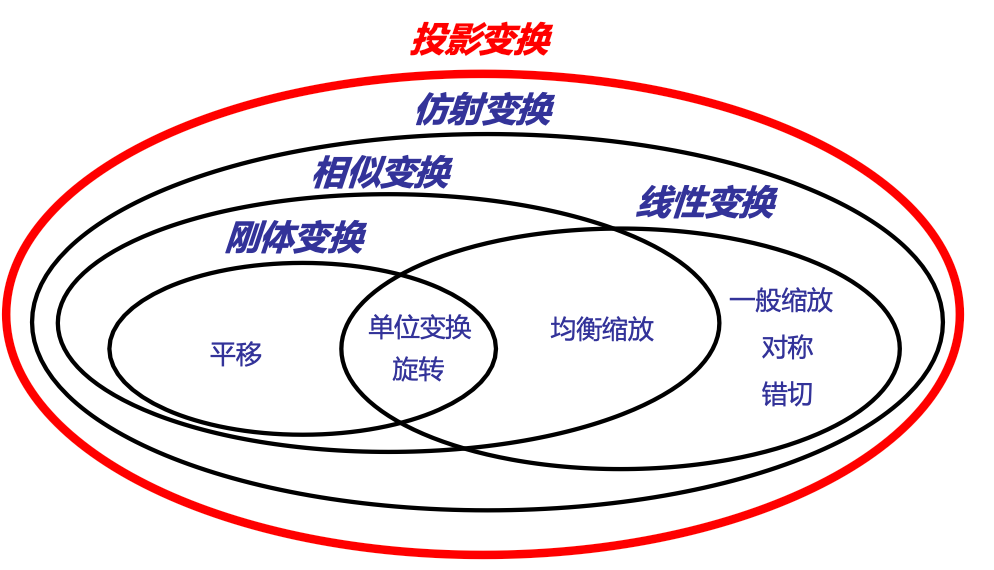 投影变换
仿射变换
相似变换
线性变换
刚体变换
平移
单位变换
旋转
均衡缩放
一般缩放
对称
错切